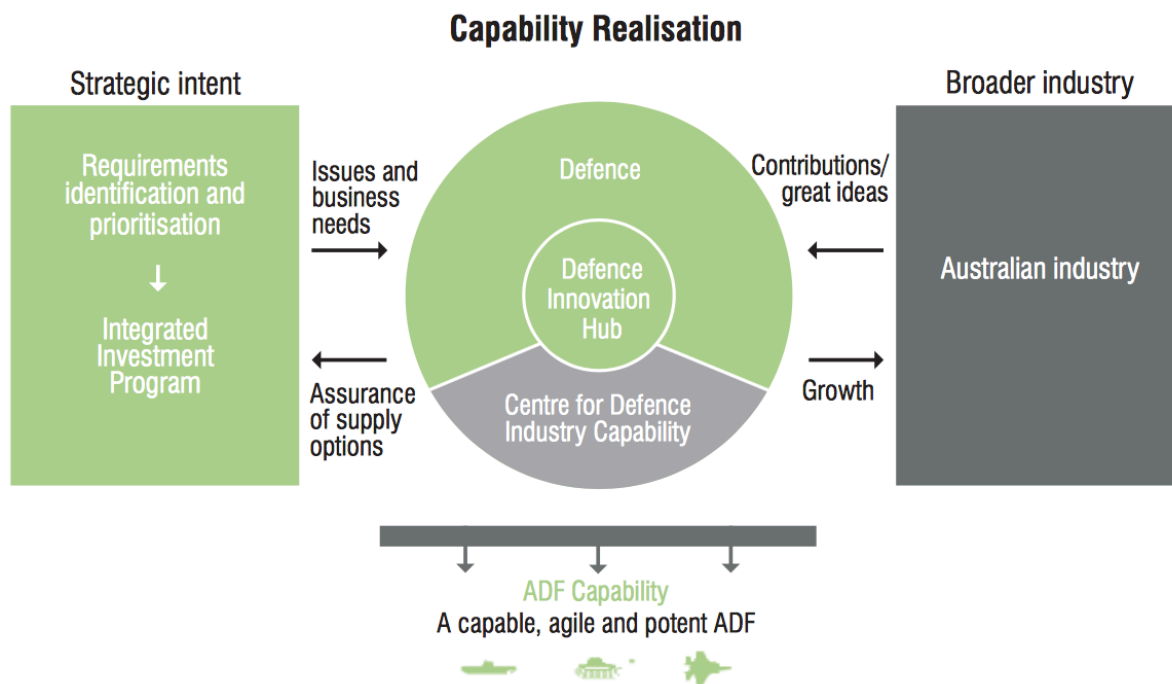 Capability Realisation
Strategic intent
Requirements
identification and
prioritisation
Integrated
Investment
Program
Issues and
business
needs
Assurance
of supply
options
Defence
Defence
Innovation
Hub
Centre for Defence
Industry Capability
Contributions/
great ideas
Growth
Broader industry
Australian industry
ADF Capability
A capable, agile and potent ADF